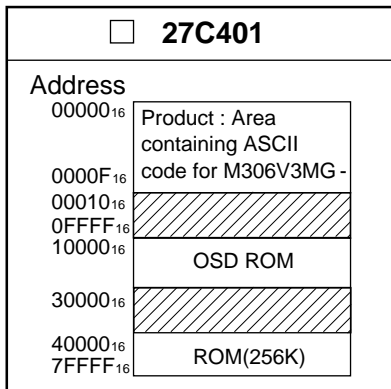 □ 27C401
Address
00000₁₆
Product : Area
containing ASCII
code for M306V3MG -
0000F₁₆
00010₁₆
0FFFF₁₆
10000₁₆
OSD ROM
30000₁₆
40000₁₆
ROM(256K)
7FFFF₁₆